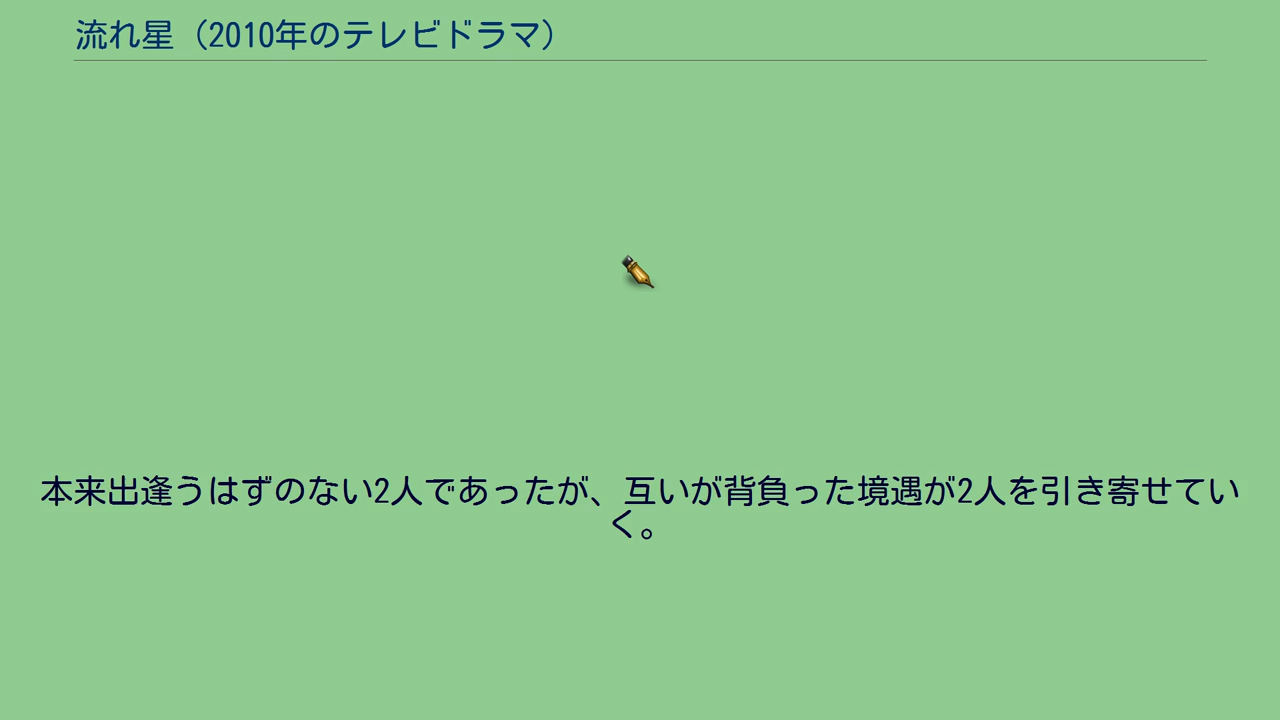 流れ星（2010年のテレビドラマ）
本来出逢うはずのない2人であったが、互いが背負った境遇が2人を引き寄せてい
く。